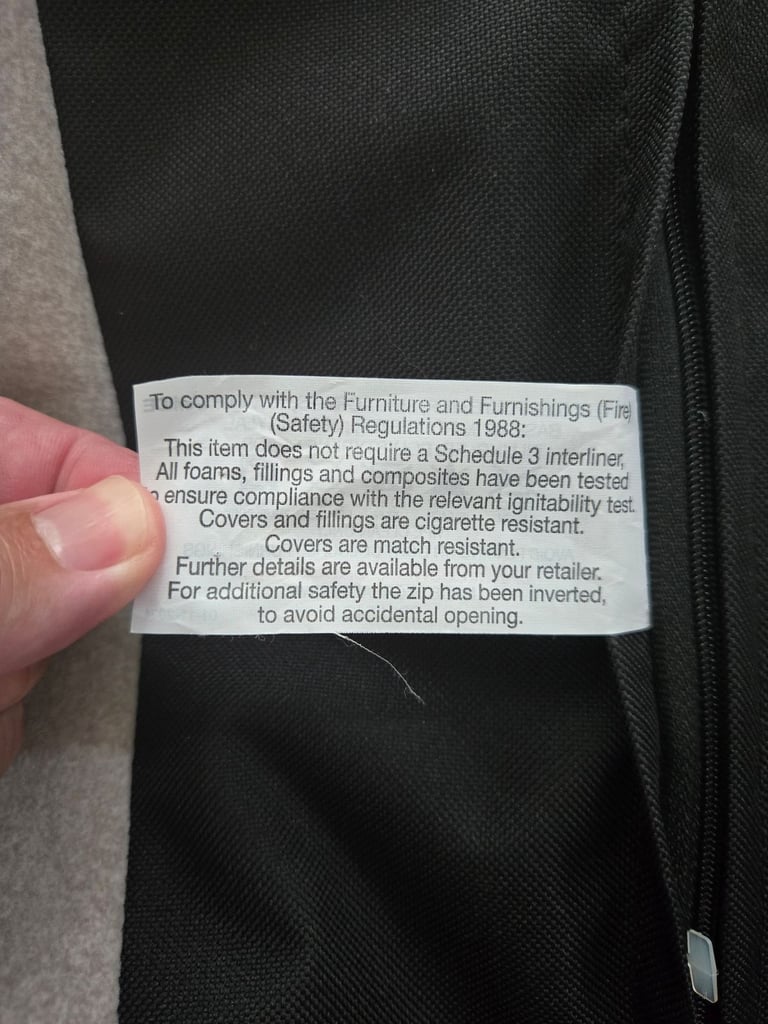 To comply with the Furniture and Furnishings (Fire)
(Safety) Regulations 1988:
This item does not require a Schedule 3 interliner,
All foams, fillings and composites have been tested
ensure compliance with the relevant ignitability test.
Covers and fillings are cigarette resistant.
Covers are match resistant.
Further details are available from your retailer.
For additional safety the zip has been inverted,
to avoid accidental opening.